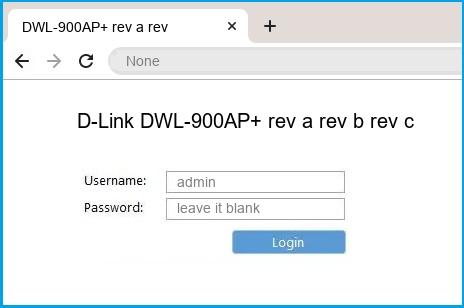 DWL-900AP+ rev a rev
None
D-Link DWL-900AP+ rev a rev b rev c
Username: admin
Password: leave it blank
Login